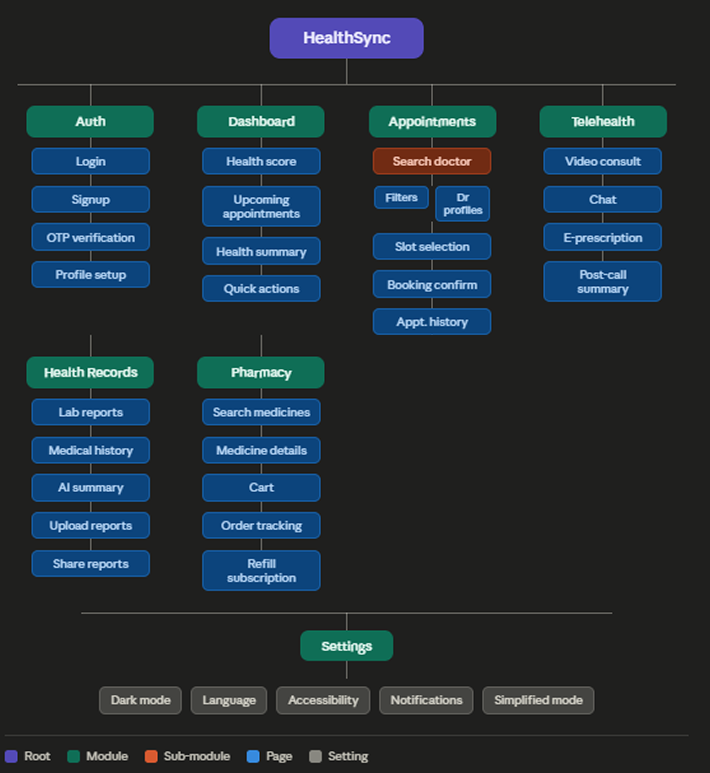 HealthSync
Auth
Dashboard
Appointments
Telehealth
Login
Health score
Search doctor
Video consult
Signup
Upcoming
appointments
Filters
Dr
profiles
Chat
OTP verification
Health summary
Slot selection
E-prescription
Profile setup
Quick actions
Booking confirm
Post-call
summary
Appt. history
Health Records
Pharmacy
Lab reports
Search medicines
Medical history
Medicine details
AI summary
Cart
Upload reports
Order tracking
Share reports
Refill
subscription
Settings
Dark mode
Language
Accessibility
Notifications
Simplified mode
Root
Module
Sub-module
Page
Setting